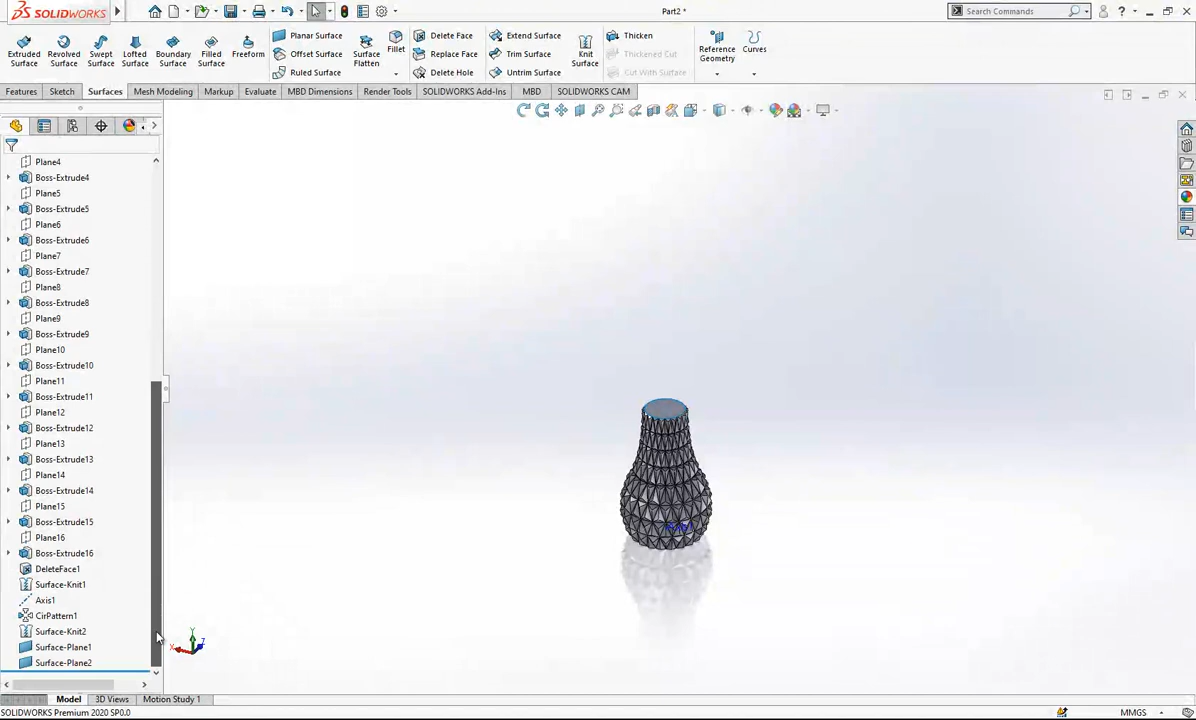 SOLIDWORKS
Part2 *
Search Commands
Extruded Surface
Revolved Surface
Swept Surface
Lofted Surface
Boundary Surface
Filled Surface
Freeform
Planar Surface
Offset Surface
Ruled Surface
Surface Flatten
Fillet
Delete Face
Replace Face
Delete Hole
Extend Surface
Trim Surface
Untrim Surface
Knit Surface
Thicken
Thickened Cut
Cut With Surface
Reference Geometry
Curves
Features
Sketch
Surfaces
Mesh Modeling
Markup
Evaluate
MBD Dimensions
Render Tools
SOLIDWORKS Add-Ins
MBD
SOLIDWORKS CAM
Plane4
Boss-Extrude4
Plane5
Boss-Extrude5
Plane6
Boss-Extrude6
Plane7
Boss-Extrude7
Plane8
Boss-Extrude8
Plane9
Boss-Extrude9
Plane10
Boss-Extrude10
Plane11
Boss-Extrude11
Plane12
Boss-Extrude12
Plane13
Boss-Extrude13
Plane14
Boss-Extrude14
Plane15
Boss-Extrude15
Plane16
Boss-Extrude16
DeleteFace1
Surface-Knit1
Axis1
CirPattern1
Surface-Knit2
Surface-Plane1
Surface-Plane2
X
Y
Z
Model
3D Views
Motion Study 1
SOLIDWORKS Premium 2020 SP0.0
MMGS